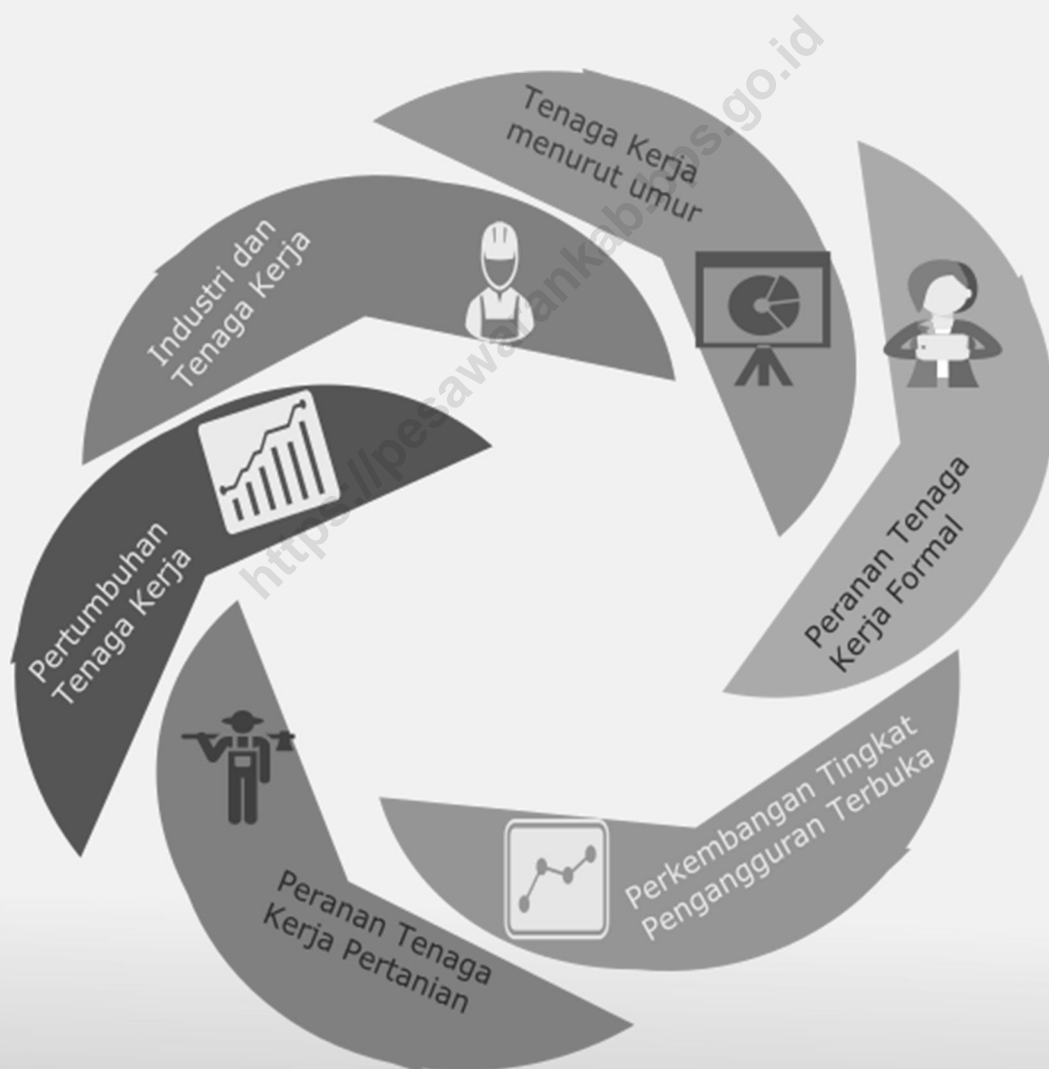 Tenaga Kerja
menurut umur
Industri dan
Tenaga Kerja
Pertumbuhan
Tenaga Kerja
Peranan Tenaga
Kerja Formal
Perkembangan Tingkat
Pengangguran Terbuka
Peranan Tenaga
Kerja Pertanian
https://pesawarankab.bps.go.id